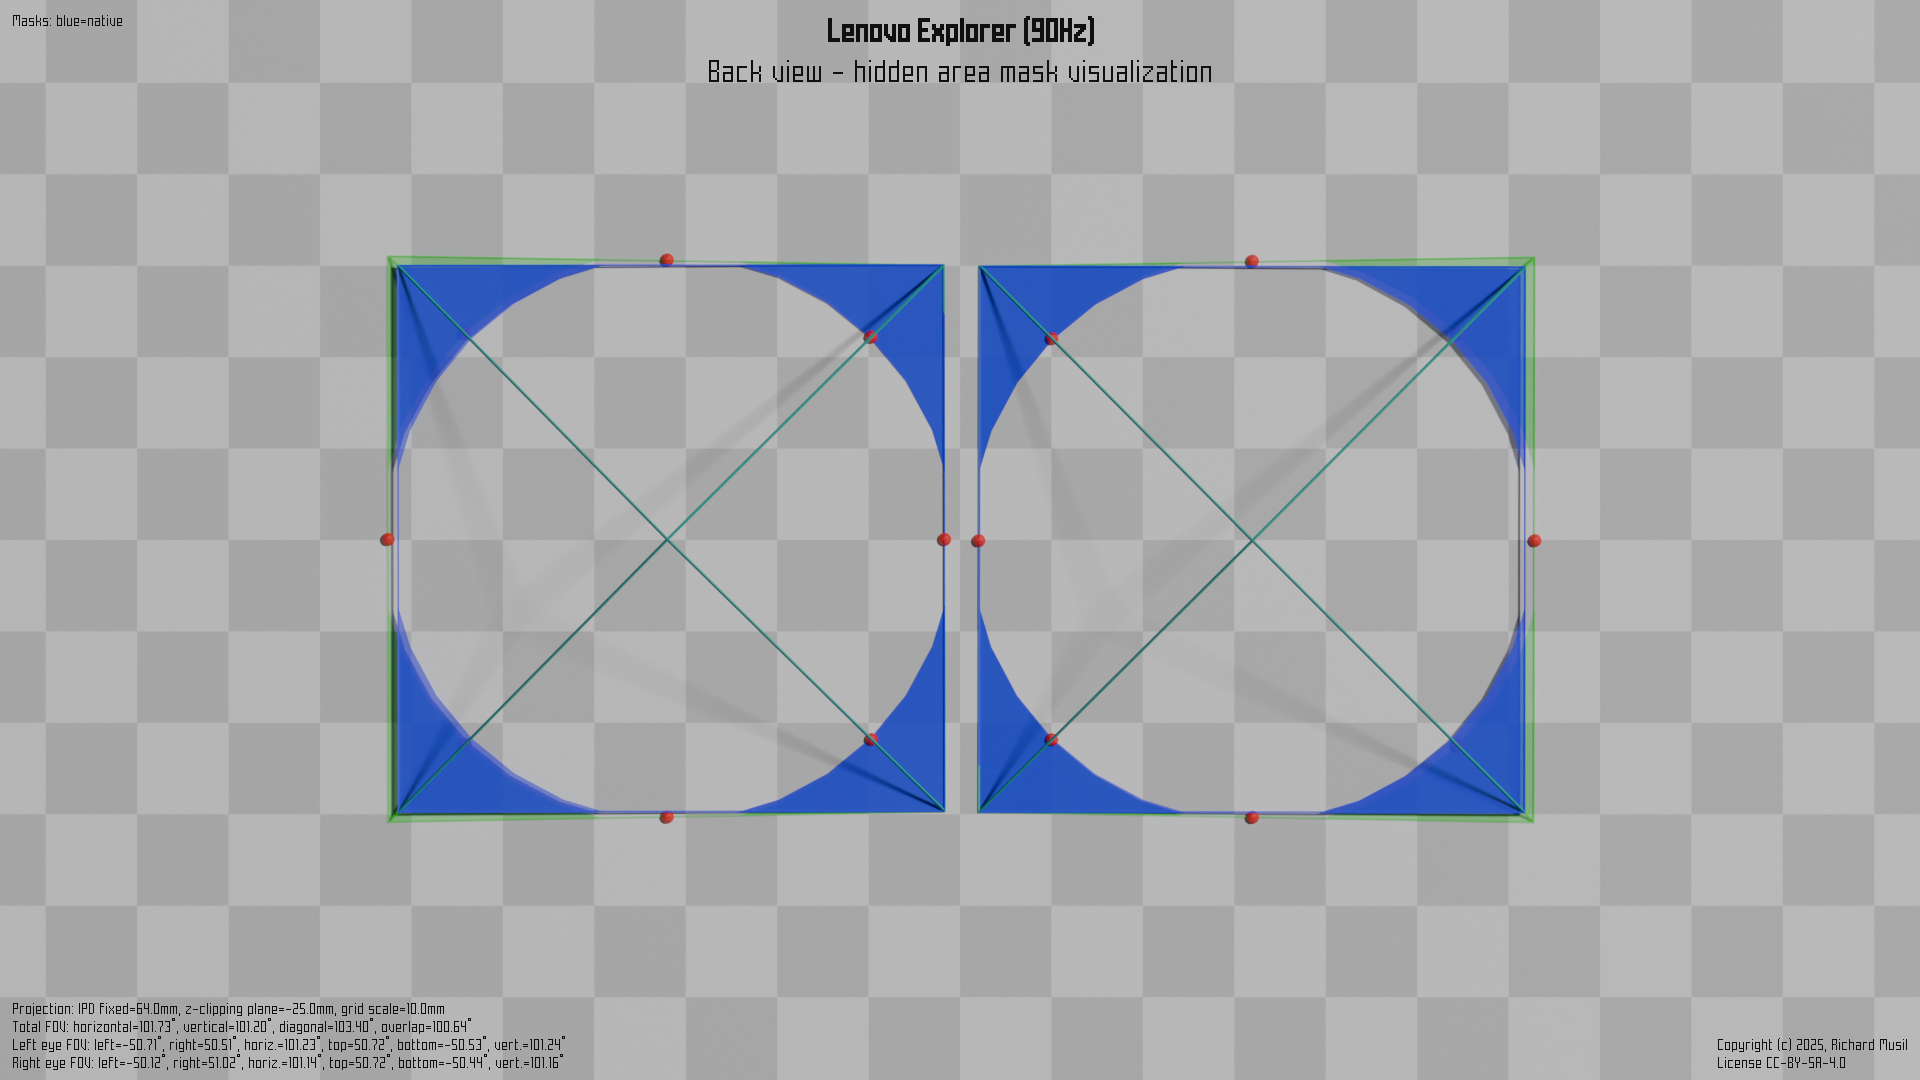 Masks: blue=native
Lenovo Explorer (90Hz)
Back view - hidden area mask visualization
Projection: IPD fixed=64.0mm, z-clipping plane=-25.0mm, grid scale=10.0mm
Total FOV: horizontal=101.73°, vertical=101.20°, diagonal=103.40°, overlap=100.64°
Left eye FOV: left=-50.71°, right=50.51°, horiz.=101.23°, top=50.72°, bottom=-50.53°, vert.=101.24°
Right eye FOV: left=-50.12°, right=51.02°, horiz.=101.14°, top=50.72°, bottom=-50.44°, vert.=101.16°
Copyright (c) 2025, Richard Musil
License CC-BY-SA-4.0